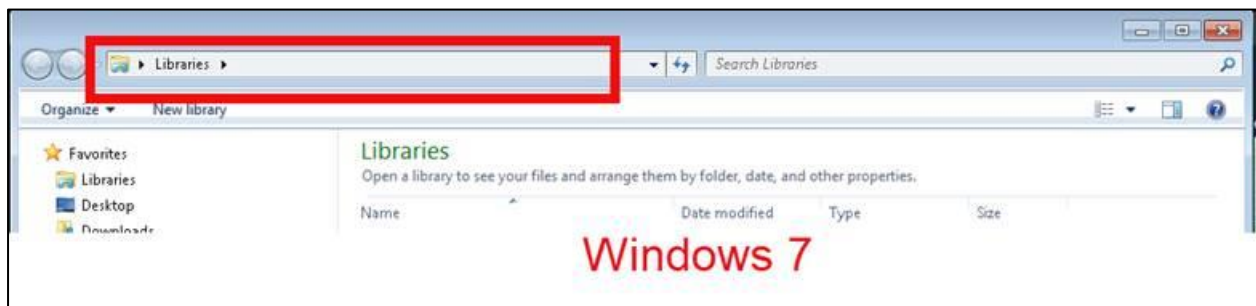 Libraries
Search Libraries
Organize New library
Favorites
Libraries
Desktop
Downloads
Libraries
Open a library to see your files and arrange them by folder, date, and other properties.
Name Date modified Type Size
Windows 7